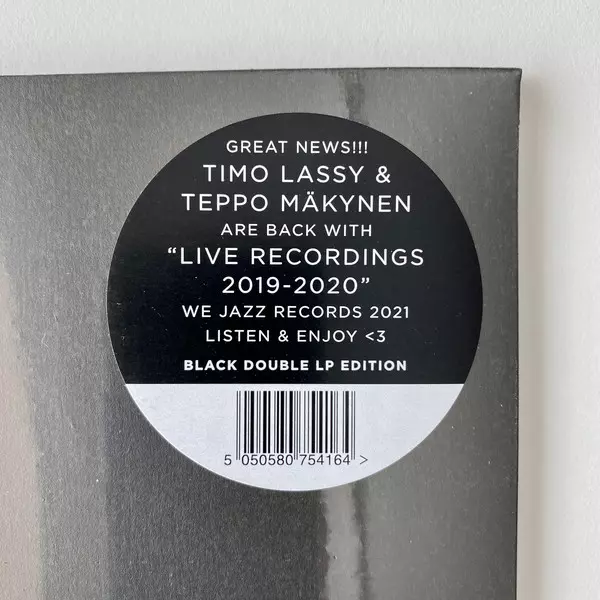 GREAT NEWS!!!
TIMO LASSY &
TEPPO MÄKYNEN
ARE BACK WITH
“LIVE RECORDINGS
2019-2020”
WE JAZZ RECORDS 2021
LISTEN & ENJOY <3
BLACK DOUBLE LP EDITION
5 050580 754164 >